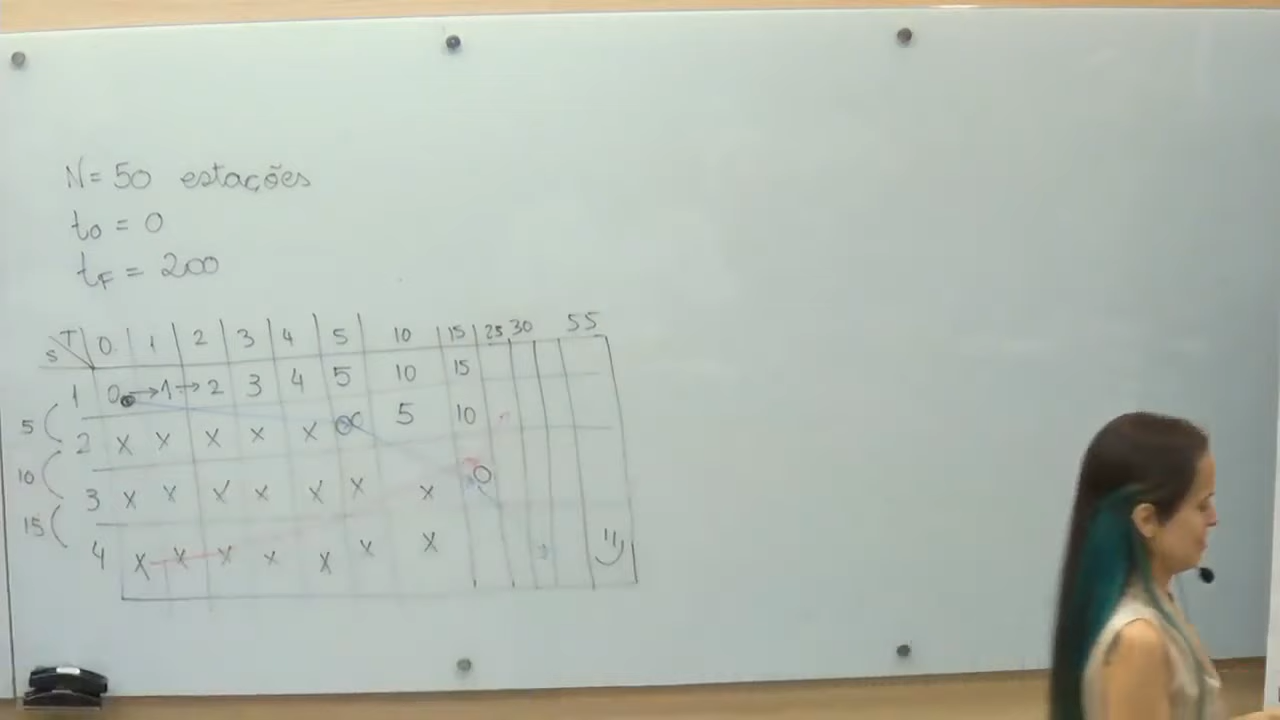 N = 50 estações
t0 = 0
tF = 200
S T 0 1 2 3 4 5 10 15 25 30 55
1 0 → 1 → 2 3 4 5 10 15
5 2 x x x x x 0 5 10
10 3 x x x x x x x 0
15 4 x x x x x x x